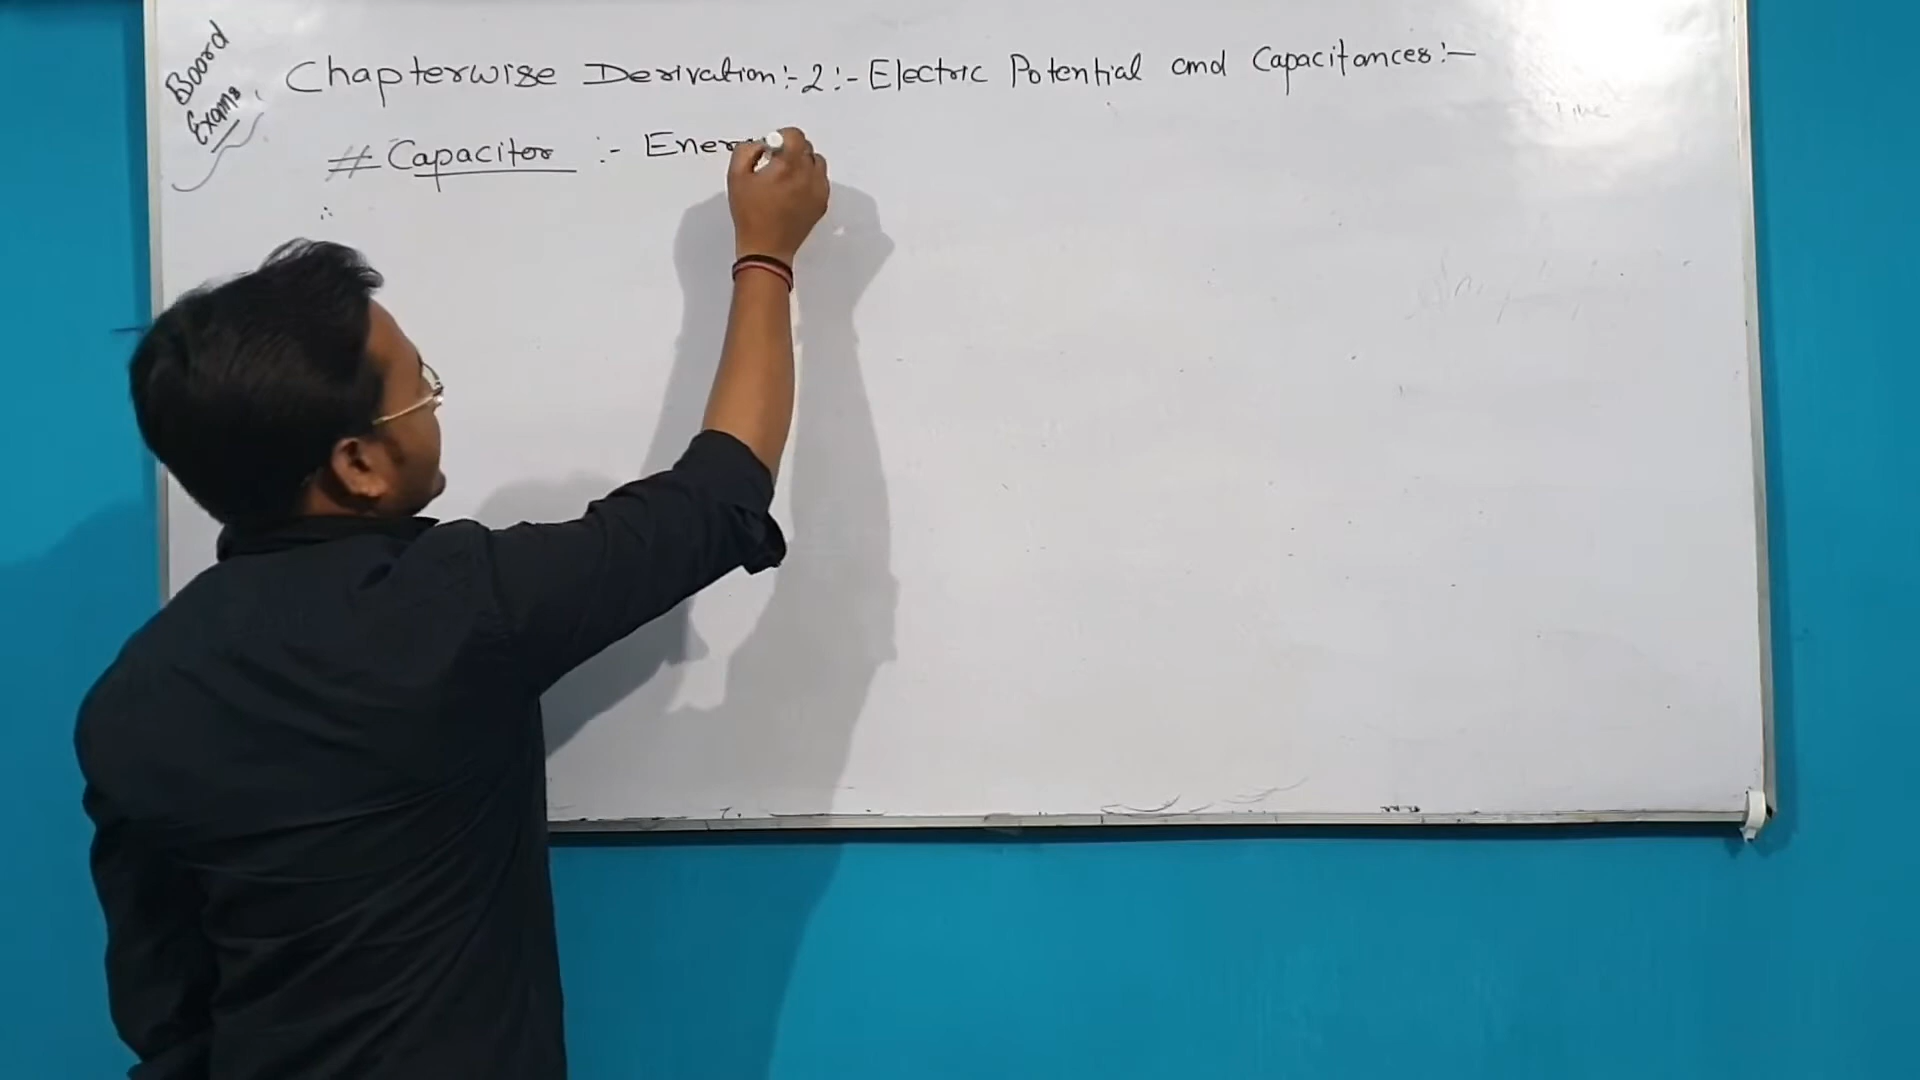 Board
Exams
Chapterwise Derivation:- 2:- Electric Potential and Capacitances:-
# Capacitor :- Ener